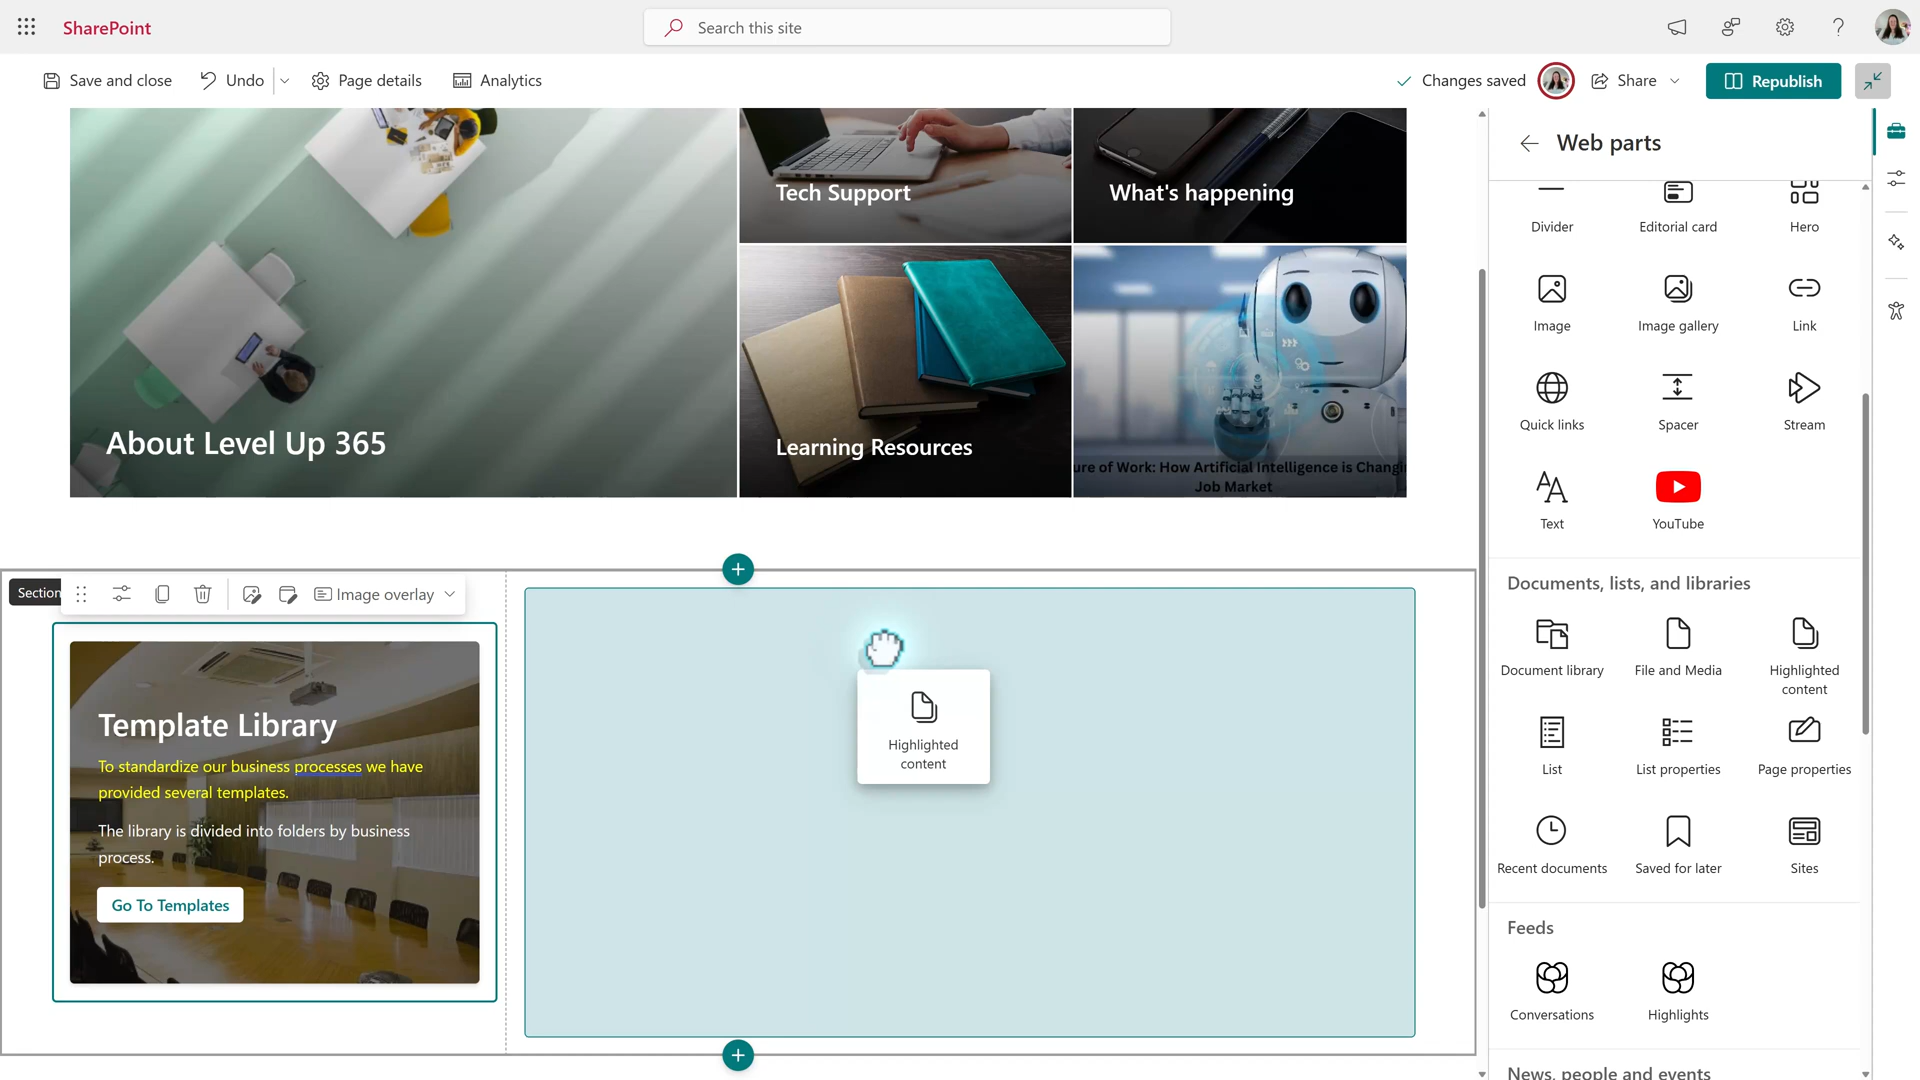 SharePoint
Search this site
Save and close
Undo
Page details
Analytics
Changes saved
Share
Republish
Tech Support
What's happening
About Level Up 365
Learning Resources
ure of Work: How Artificial Intelligence is Changi
Job Market
Section
Image overlay
Template Library
To standardize our business processes we have
provided several templates.
The library is divided into folders by business
process.
Go To Templates
Highlighted
content
Web parts
Divider
Editorial card
Hero
Image
Image gallery
Link
Quick links
Spacer
Stream
Text
YouTube
Documents, lists, and libraries
Document library
File and Media
Highlighted
content
List
List properties
Page properties
Recent documents
Saved for later
Sites
Feeds
Conversations
Highlights
News, people and events